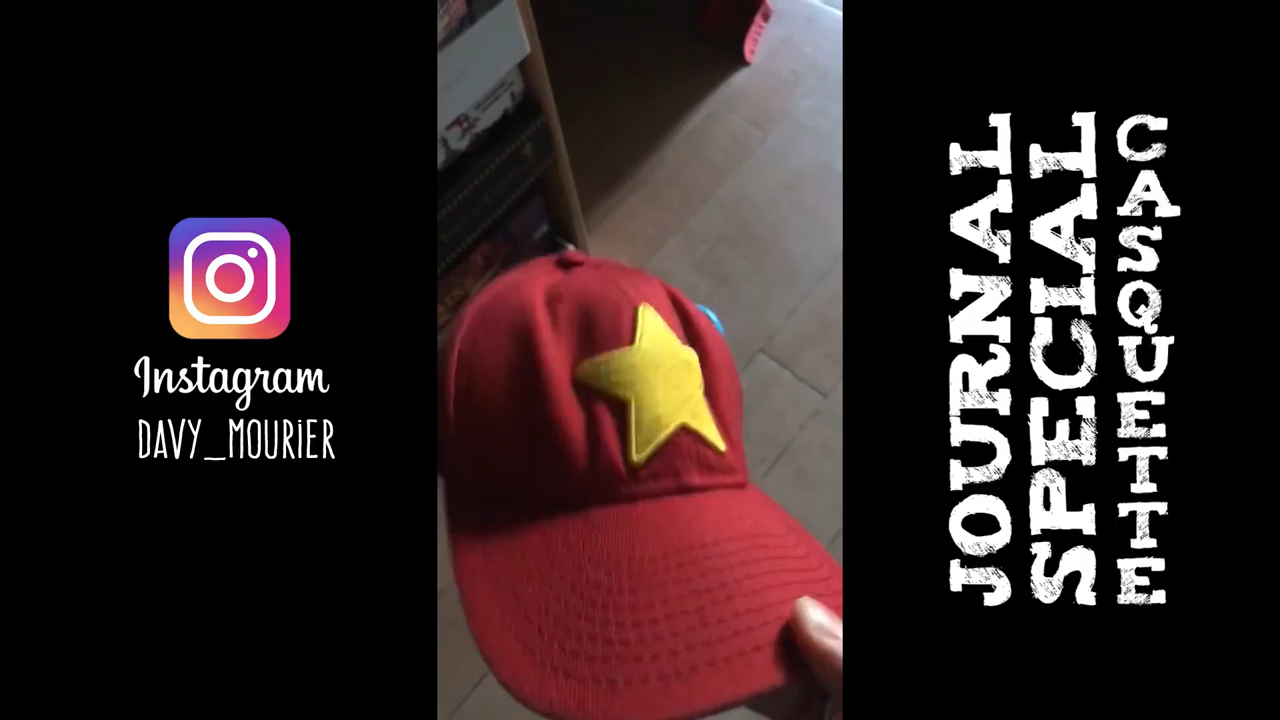 Instagram
DAVY_MOURiER
JOURNAL
SPECIAL
CASQUETTE